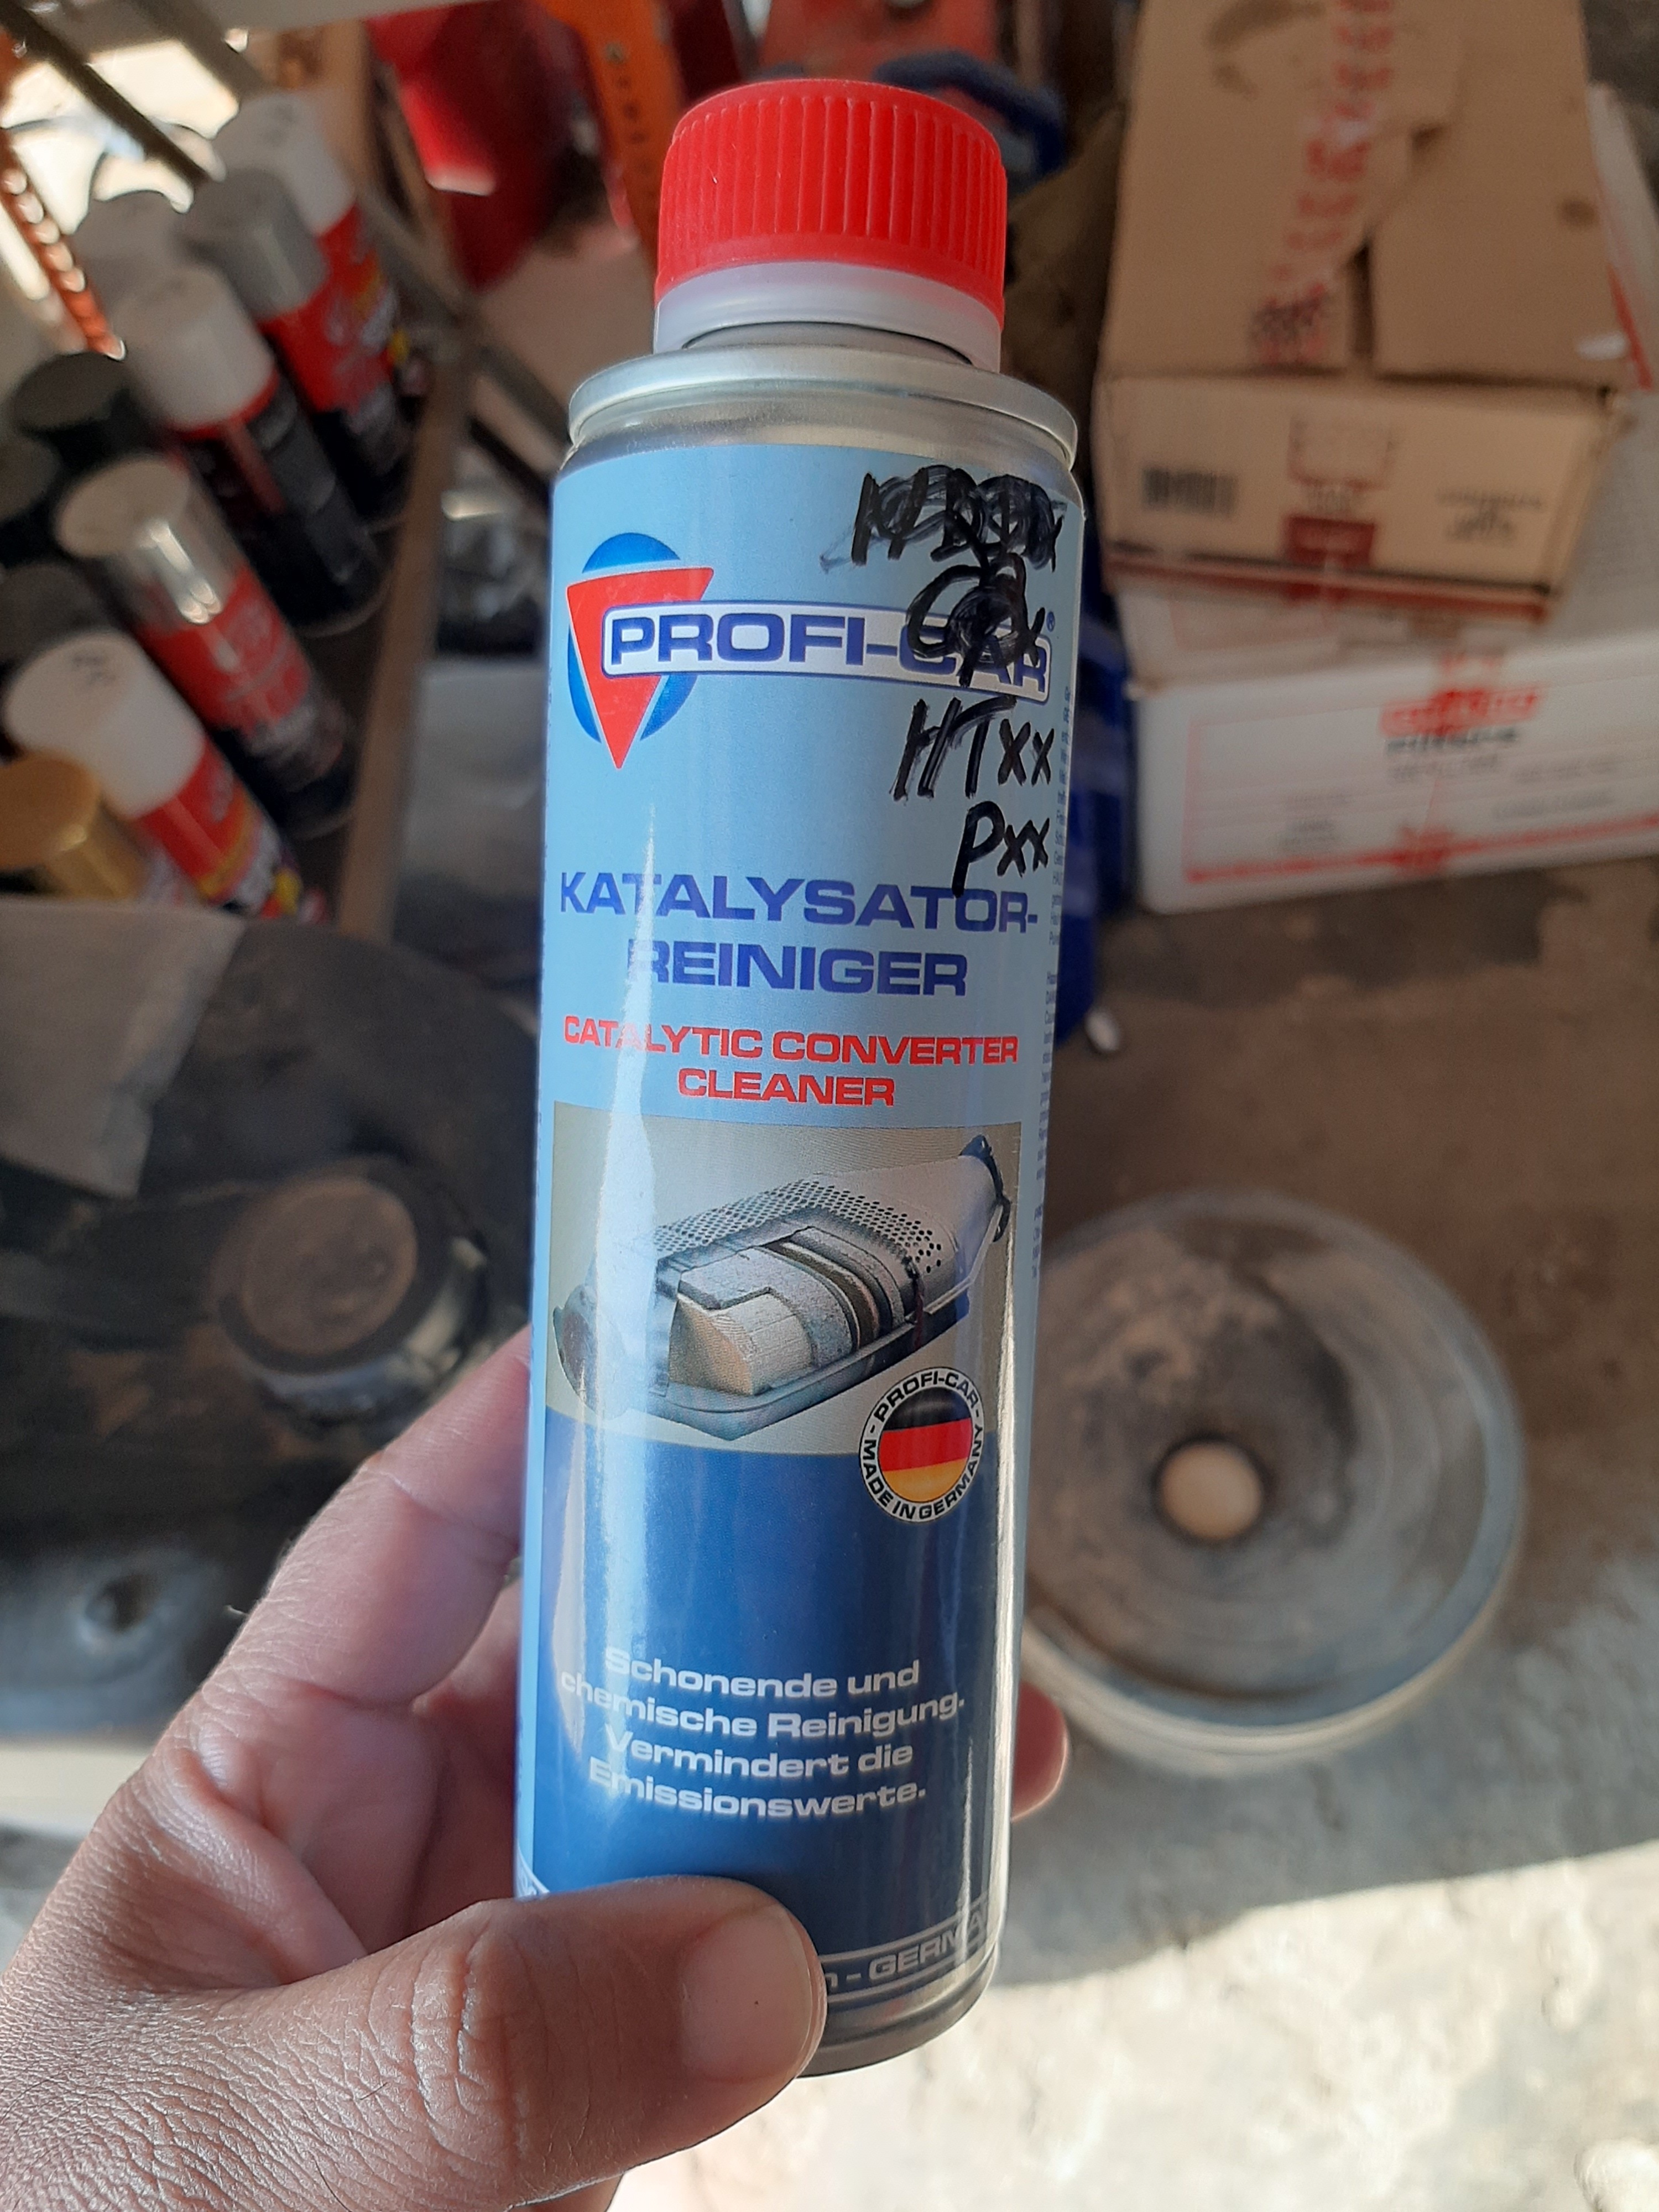 PROFI-CAR®
HTxx
Pxx
KATALYSATOR-
REINIGER
CATALYTIC CONVERTER
CLEANER
- PROFI-CAR -
MADE IN GERMANY
Schonende und
chemische Reinigung.
Vermindert die
Emissionswerte.